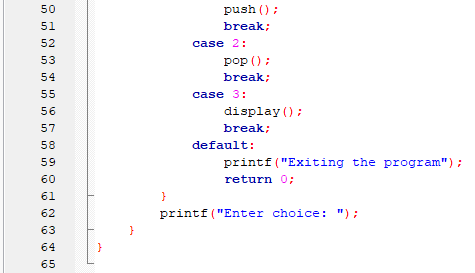 50 push();
51 break;
52 case 2:
53 pop();
54 break;
55 case 3:
56 display();
57 break;
58 default:
59 printf("Exiting the program");
60 return 0;
61 }
62 printf("Enter choice: ");
63 }
64 }
65